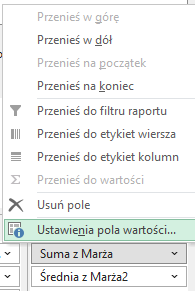 Przenieś w górę
Przenieś w dół
Przenieś na początek
Przenieś na koniec
Przenieś do filtru raportu
Przenieś do etykiet wiersza
Przenieś do etykiet kolumn
Przenieś do wartości
Usuń pole
Ustawienia pola wartości...
Suma z Marża
Średnia z Marża2